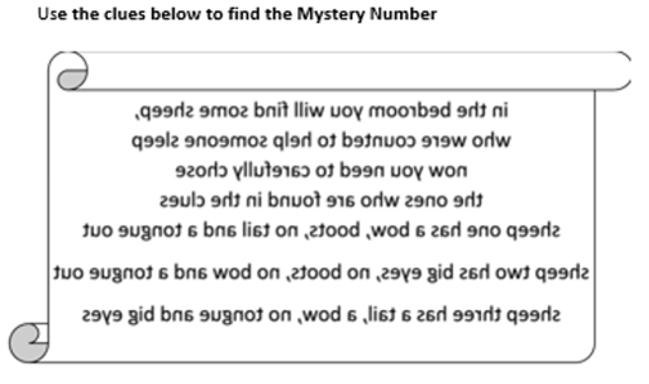 Use the clues below to find the Mystery Number
in the bedroom you will find some sheep,
who were counted to help someone sleep
now you need to carefully chose
the ones who are found in the clues
sheep one has a bow, boots, no tail and a tongue out
sheep two has big eyes, no boots, no bow and a tongue out
sheep three has a tail, a bow, no tongue and big eyes